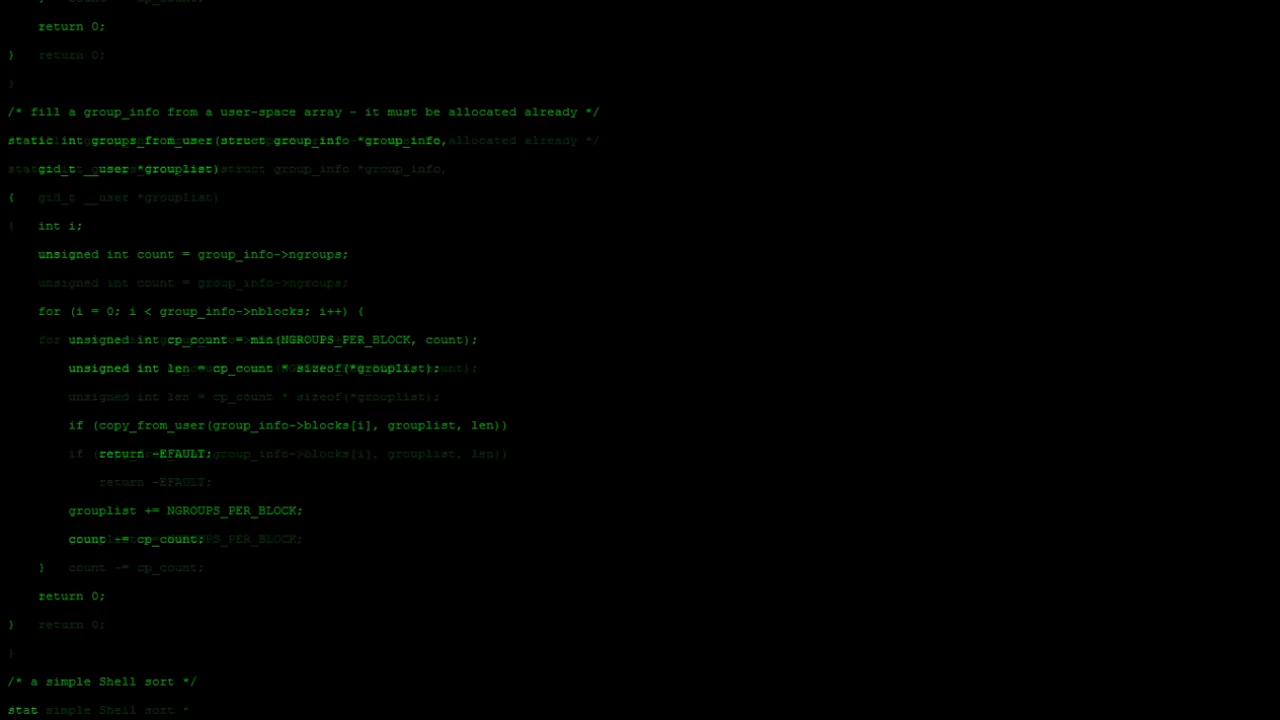 return 0;
}
/* fill a group_info from a user-space array - it must be allocated already */
static int groups_from_user(struct group_info *group_info,
gid_t __user *grouplist)
{
int i;
unsigned int count = group_info->ngroups;
for (i = 0; i < group_info->nblocks; i++) {
unsigned int cp_count = min(NGROUPS_PER_BLOCK, count);
unsigned int len = cp_count * sizeof(*grouplist);
if (copy_from_user(group_info->blocks[i], grouplist, len))
return -EFAULT;
grouplist += NGROUPS_PER_BLOCK;
count -= cp_count;
}
return 0;
}
/* a simple Shell sort */
stat